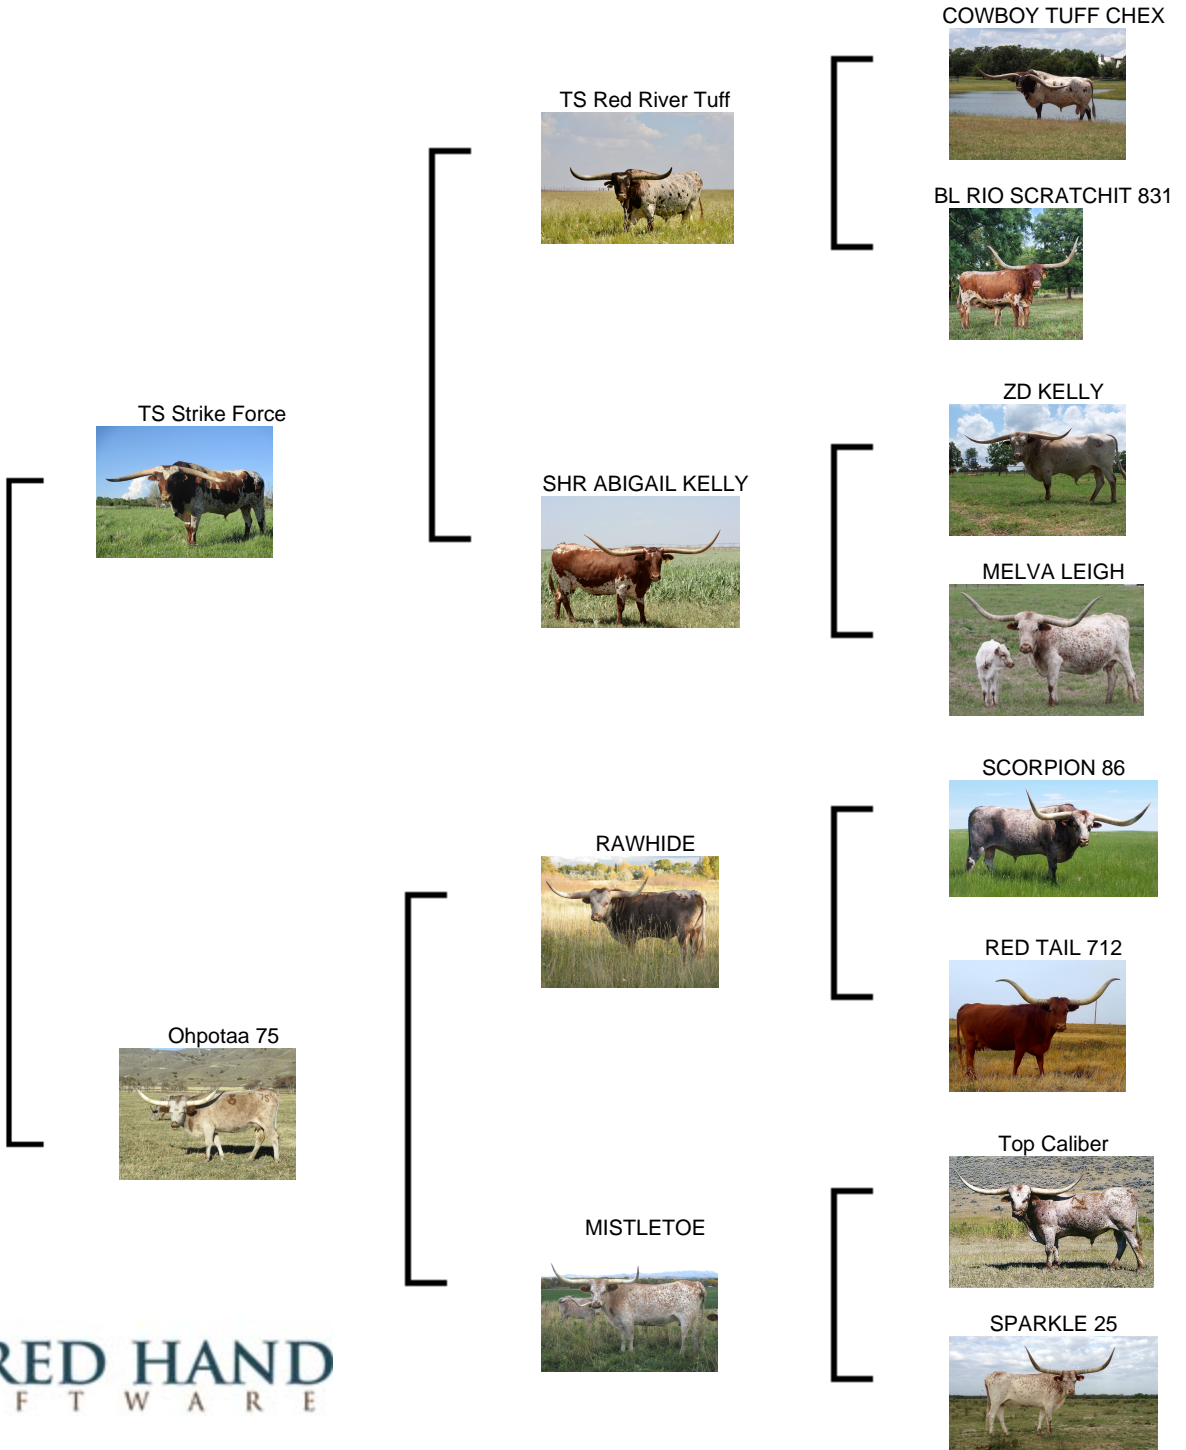 COWBOY TUFF CHEX
TS Red River Tuff
BL RIO SCRATCHIT 831
ZD KELLY
TS Strike Force
SHR ABIGAIL KELLY
MELVA LEIGH
SCORPION 86
RAWHIDE
RED TAIL 712
Ohpotaa 75
Top Caliber
MISTLETOE
SPARKLE 25
RED HAND
F T W A R E